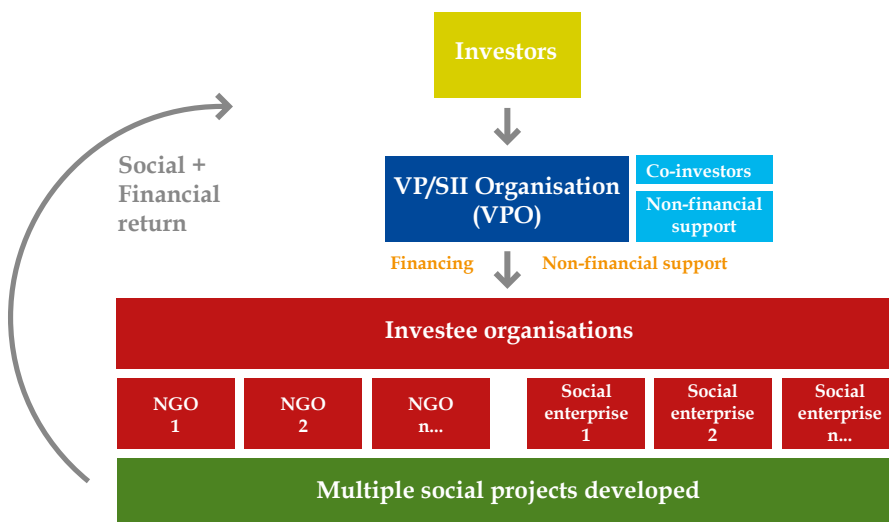 Investors
Social +
Financial
return
VP/SII Organisation
(VPO)
Co-investors
Non-financial
support
Financing
Non-financial support
Investee organisations
NGO
1
NGO
2
NGO
n...
Social
enterprise
1
Social
enterprise
2
Social
enterprise
n...
Multiple social projects developed